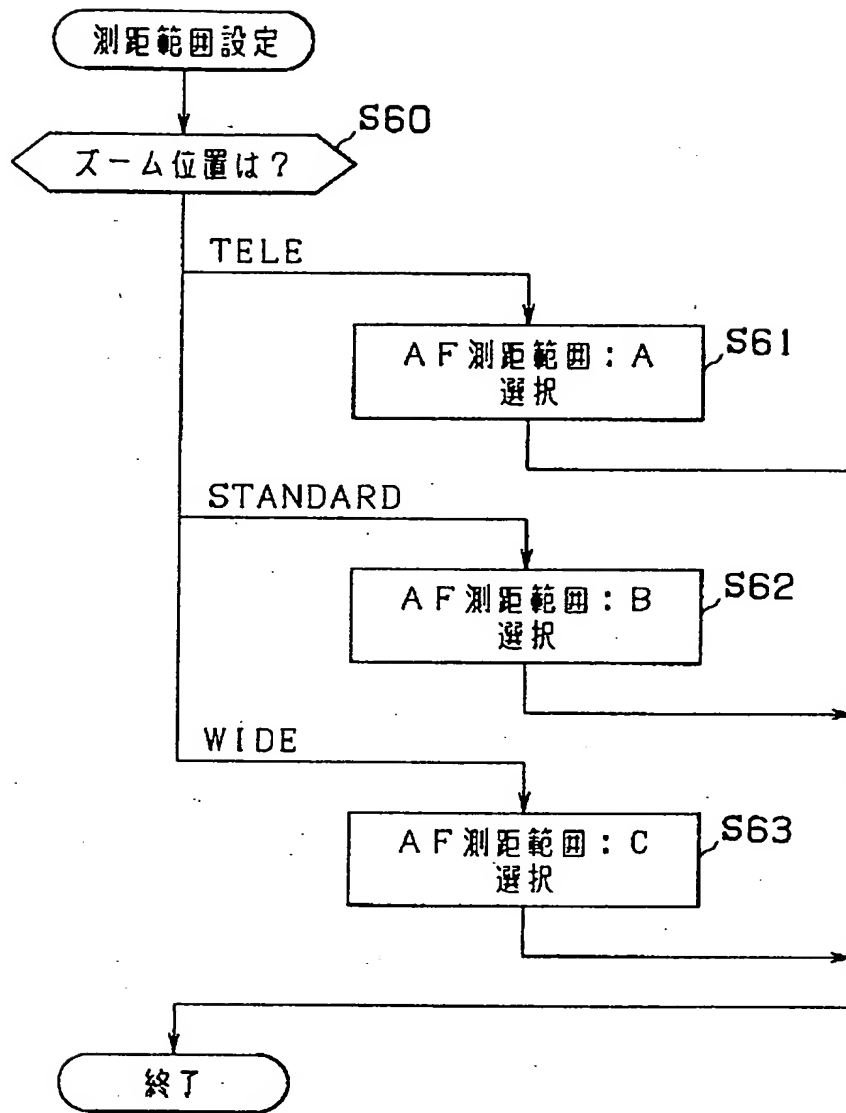 測距範囲設定
S60
ズーム位置は?
TELE
AF測距範囲:A
選択
S61
STANDARD
AF測距範囲:B
選択
S62
WIDE
AF測距範囲:C
選択
S63
終了